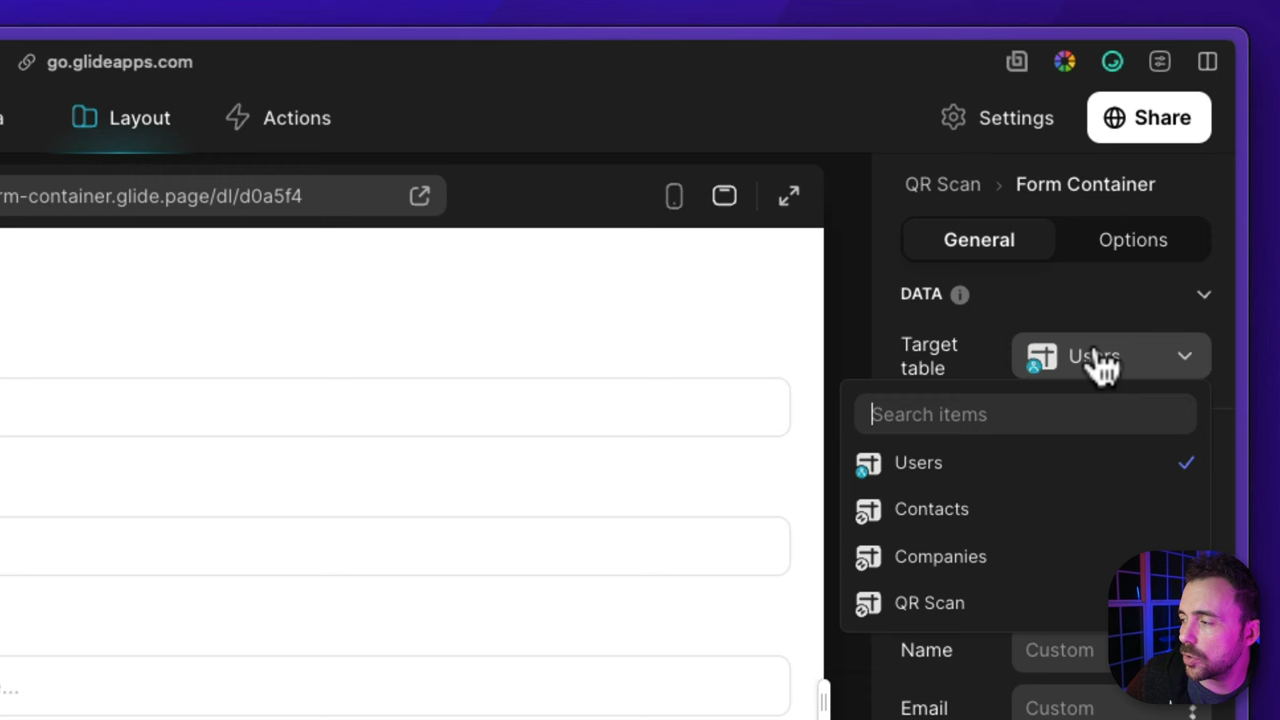 go.glideapps.com
a
Layout
Actions
Settings
Share
rm-container.glide.page/dl/d0a5f4
QR Scan › Form Container
General
Options
DATA
Target
table
Users
Search items
Users
Contacts
Companies
QR Scan
Name
Custom
Email
Custom
e...